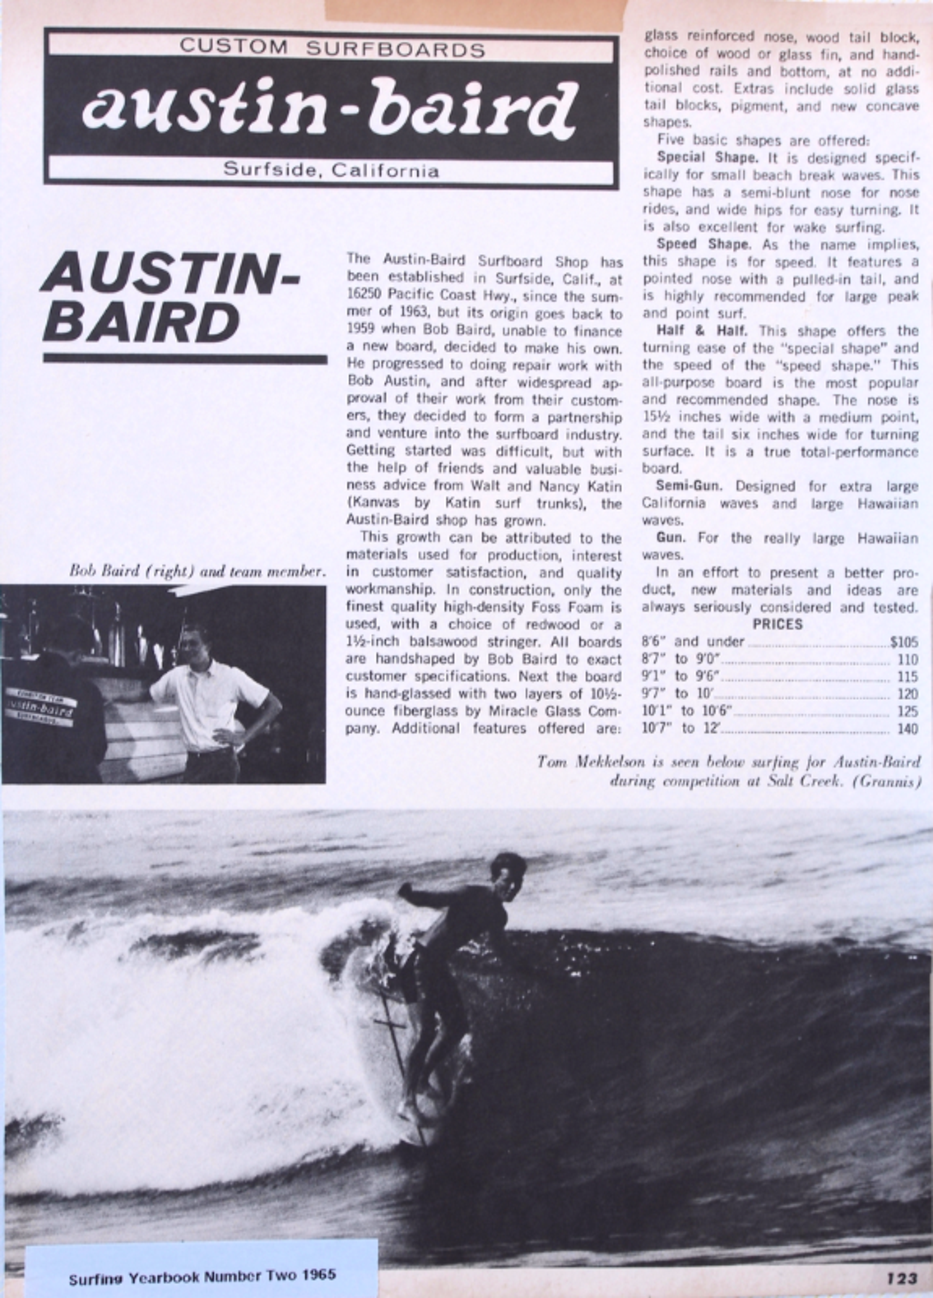 CUSTOM SURFBOARDS
austin-baird
Surfside, California
AUSTIN-
BAIRD
The Austin-Baird Surfboard Shop has
been established in Surfside, Calif., at
16250 Pacific Coast Hwy., since the sum-
mer of 1963, but its origin goes back to
1959 when Bob Baird, unable to finance
a new board, decided to make his own.
He progressed to doing repair work with
Bob Austin, and after widespread ap-
proval of their work from their custom-
ers, they decided to form a partnership
and venture into the surfboard industry.
Getting started was difficult, but with
the help of friends and valuable busi-
ness advice from Walt and Nancy Katin
(Kanvas by Katin surf trunks), the
Austin-Baird shop has grown.
This growth can be attributed to the
materials used for production, interest
in customer satisfaction, and quality
workmanship. In construction, only the
finest quality high-density Foss Foam is
used, with a choice of redwood or a
1½-inch balsawood stringer. All boards
are handshaped by Bob Baird to exact
customer specifications. Next the board
is hand-glassed with two layers of 10½-
ounce fiberglass by Miracle Glass Com-
pany. Additional features offered are:
glass reinforced nose, wood tail block,
choice of wood or glass fin, and hand-
polished rails and bottom, at no addi-
tional cost. Extras include solid glass
tail blocks, pigment, and new concave
shapes.
Five basic shapes are offered:
Special Shape. It is designed specif-
ically for small beach break waves. This
shape has a semi-blunt nose for nose
rides, and wide hips for easy turning. It
is also excellent for wake surfing.
Speed Shape. As the name implies,
this shape is for speed. It features a
pointed nose with a pulled-in tail, and
is highly recommended for large peak
and point surf.
Half & Half. This shape offers the
turning ease of the "special shape" and
the speed of the "speed shape." This
all-purpose board is the most popular
and recommended shape. The nose is
15½ inches wide with a medium point,
and the tail six inches wide for turning
surface. It is a true total-performance
board.
Semi-Gun. Designed for extra large
California waves and large Hawaiian
waves.
Gun. For the really large Hawaiian
waves.
In an effort to present a better pro-
duct, new materials and ideas are
always seriously considered and tested.
PRICES
8'6" and under $105
8'7" to 9'0" 110
9'1" to 9'6" 115
9'7" to 10' 120
10'1" to 10'6" 125
10'7" to 12' 140
Bob Baird (right) and team member.
austin-baird
Tom Mekkelson is seen below surfing for Austin-Baird
during competition at Salt Creek. (Grannis)
Surfing Yearbook Number Two 1965
123